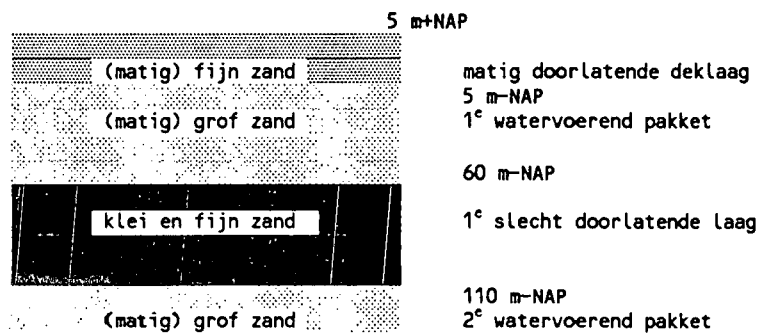 5 m+NAP
(matig) fijn zand matig doorlatende deklaag
5 m-NAP
(matig) grof zand 1e watervoerend pakket
60 m-NAP
klei en fijn zand 1e slecht doorlatende laag
110 m-NAP
(matig) grof zand 2e watervoerend pakket